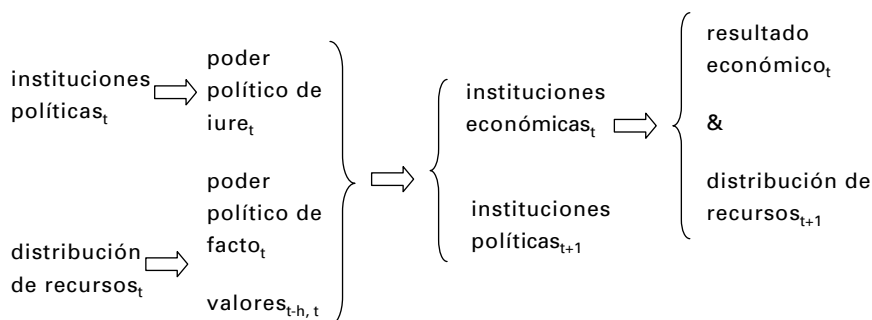 instituciones
políticas_t
poder
político de
iure_t
poder
político de
facto_t
distribución
de recursos_t
valores_t-h, t
instituciones
económicas_t
instituciones
políticas_t+1
resultado
económico_t
&
distribución de
recursos_t+1